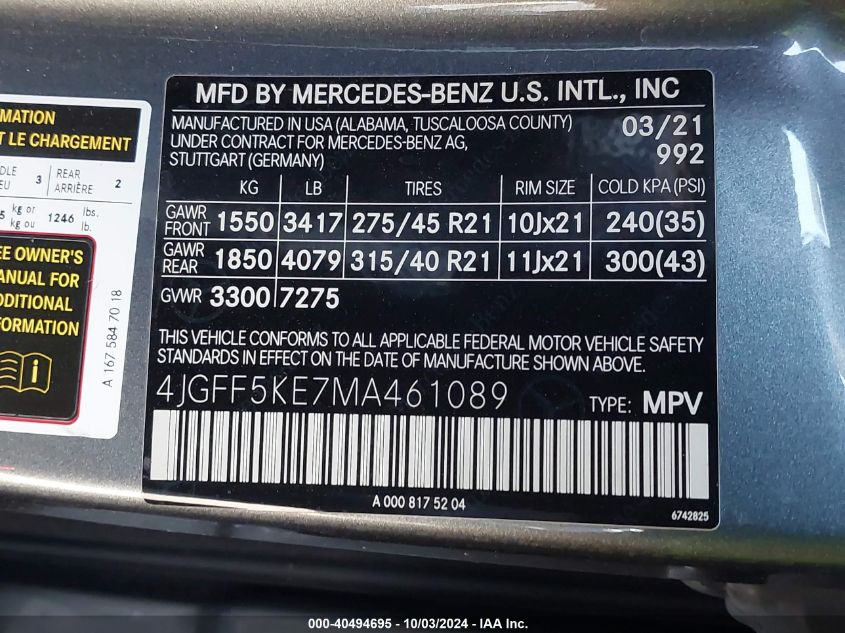 MFD BY MERCEDES-BENZ U.S. INTL., INC
MANUFACTURED IN USA (ALABAMA, TUSCALOOSA COUNTY) 03/21
UNDER CONTRACT FOR MERCEDES-BENZ AG,
STUTTGART (GERMANY) 992
KG LB TIRES RIM SIZE COLD KPA (PSI)
GAWR FRONT 1550 3417 275/45 R21 10Jx21 240(35)
GAWR REAR 1850 4079 315/40 R21 11Jx21 300(43)
GVWR 3300 7275
THIS VEHICLE CONFORMS TO ALL APPLICABLE FEDERAL MOTOR VEHICLE SAFETY
STANDARDS IN EFFECT ON THE DATE OF MANUFACTURE SHOWN ABOVE.
4JGFF5KE7MA461089 TYPE: MPV
A 000 817 52 04
6742825
MATION
T LE CHARGEMENT
3 REAR ARRIÈRE 2
kg or kg ou 1246 lbs. lb.
EE OWNER'S
ANUAL FOR
DDITIONAL
FORMATION
A 167 584 70 18
000-40494695 - 10/03/2024 - IAA Inc.